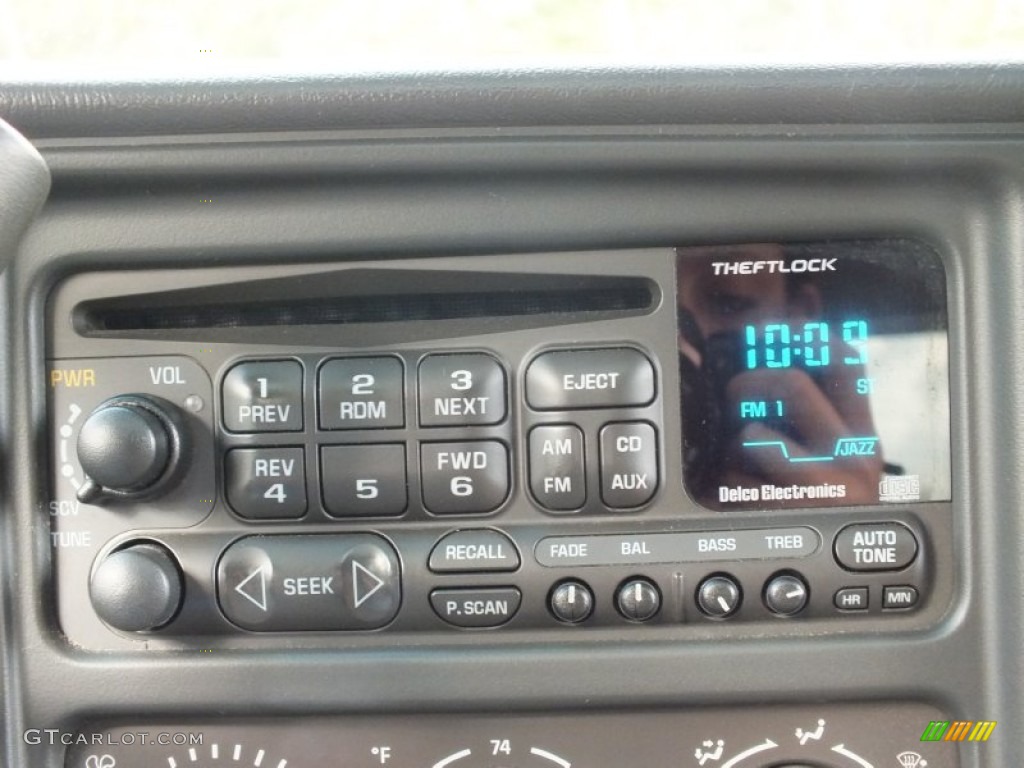 THEFTLOCK
10:09
ST
FM 1
JAZZ
Delco Electronics
disc
PWR
VOL
SCV
TUNE
1
PREV
2
RDM
3
NEXT
REV
4
5
FWD
6
EJECT
AM
FM
CD
AUX
SEEK
RECALL
P.SCAN
FADE BAL BASS TREB
AUTO
TONE
HR
MN
°F
74
GTCARLOT.COM